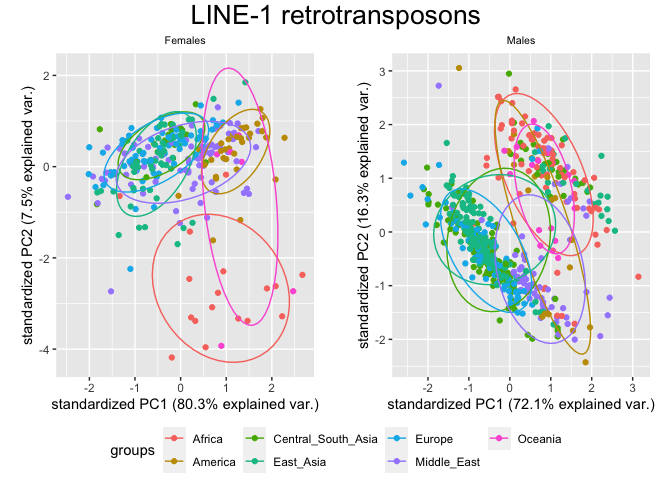 LINE-1 retrotransposons
Females
Males
standardized PC2 (7.5% explained var.)
2
0
-2
-4
-2
-1
0
1
2
standardized PC1 (80.3% explained var.)
standardized PC2 (16.3% explained var.)
3
2
1
0
-1
-2
-2
-1
0
1
2
3
standardized PC1 (72.1% explained var.)
groups
Africa
Central_South_Asia
Europe
Oceania
America
East_Asia
Middle_East